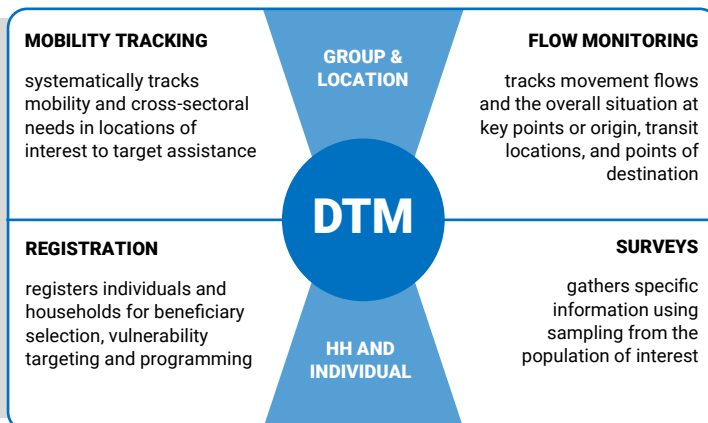 MOBILITY TRACKING
systematically tracks
mobility and cross-sectoral
needs in locations of
interest to target assistance
GROUP &
LOCATION
FLOW MONITORING
tracks movement flows
and the overall situation at
key points or origin, transit
locations, and points of
destination
DTM
REGISTRATION
registers individuals and
households for beneficiary
selection, vulnerability
targeting and programming
HH AND
INDIVIDUAL
SURVEYS
gathers specific
information using
sampling from the
population of interest